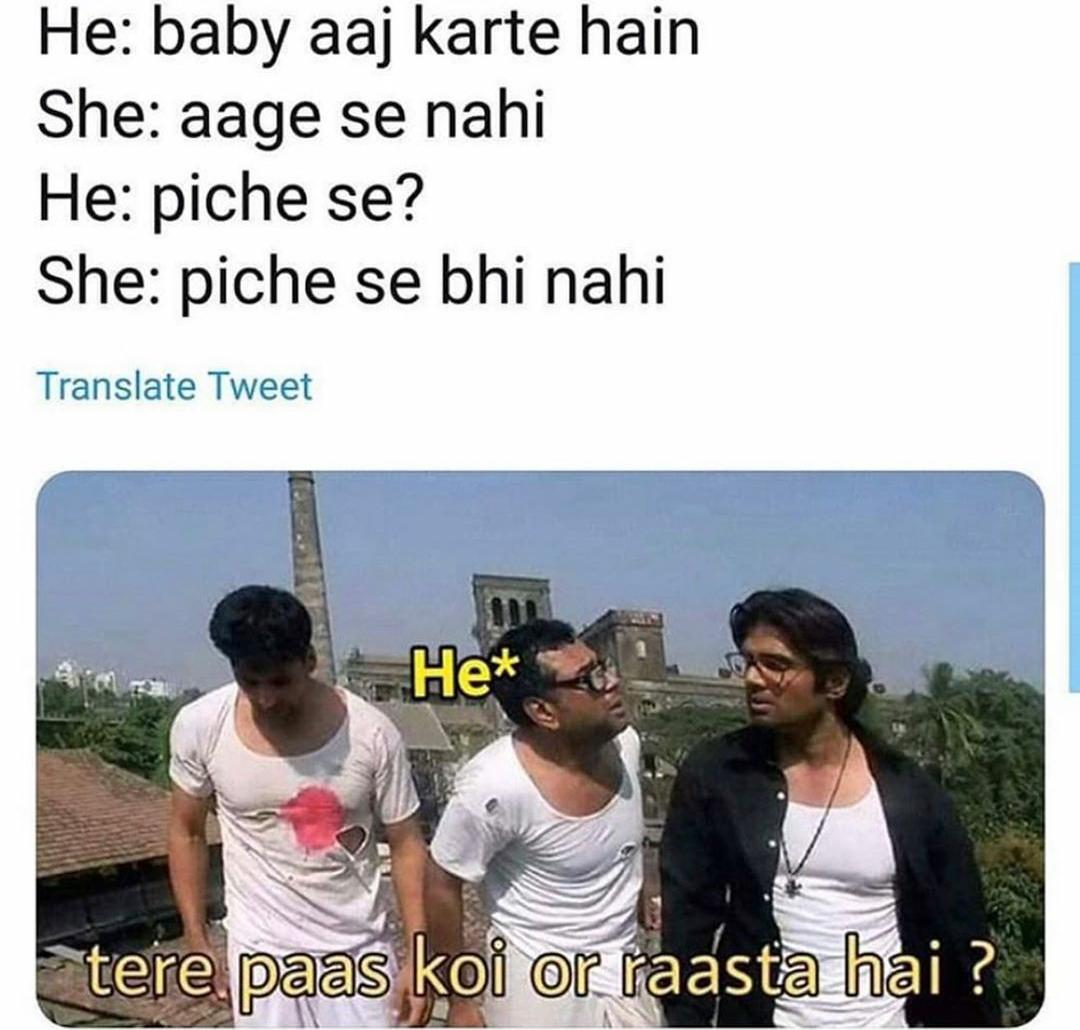 He: baby aaj karte hain
She: aage se nahi
He: piche se?
She: piche se bhi nahi
Translate Tweet
He*
tere paas koi or raasta hai ?